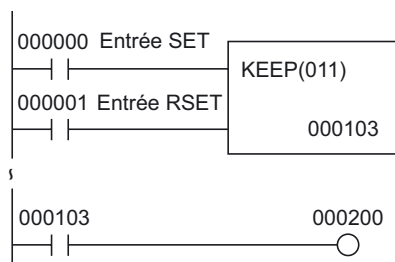 000000 Entrée SET
KEEP(011)
000001 Entrée RSET
000103
000103 000200